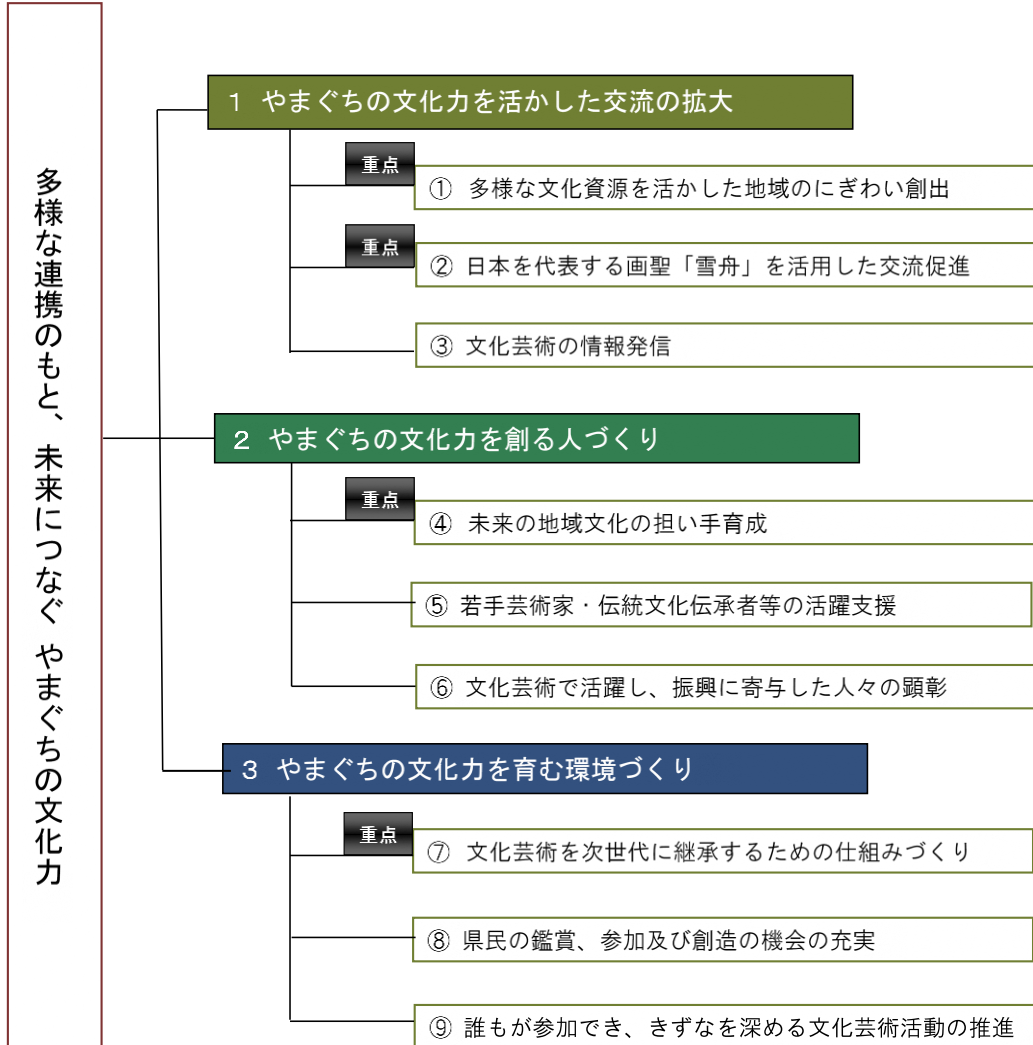 多様な連携のもと、未来につなぐ やまぐちの文化力
1 やまぐちの文化力を活かした交流の拡大
重点
① 多様な文化資源を活かした地域のにぎわい創出
重点
② 日本を代表する画聖「雪舟」を活用した交流促進
③ 文化芸術の情報発信
2 やまぐちの文化力を創る人づくり
重点
④ 未来の地域文化の担い手育成
⑤ 若手芸術家・伝統文化伝承者等の活躍支援
⑥ 文化芸術で活躍し、振興に寄与した人々の顕彰
3 やまぐちの文化力を育む環境づくり
重点
⑦ 文化芸術を次世代に継承するための仕組みづくり
⑧ 県民の鑑賞、参加及び創造の機会の充実
⑨ 誰もが参加でき、きずなを深める文化芸術活動の推進